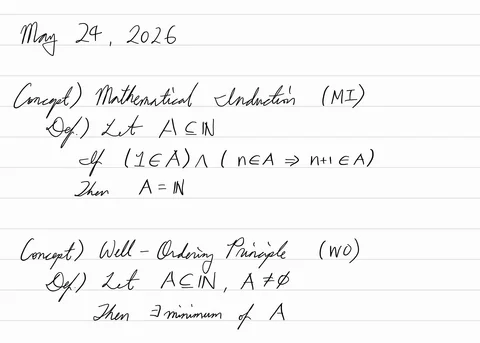 May 24, 2026
Concept) Mathematical Induction (MI)
Def.) Let A ⊆ ℕ
If (1 ∈ A) ∧ (n ∈ A ⇒ n+1 ∈ A)
Then A = ℕ
Concept) Well-Ordering Principle (WO)
Def.) Let A ⊆ ℕ, A ≠ ∅
Then ∃ minimum of A